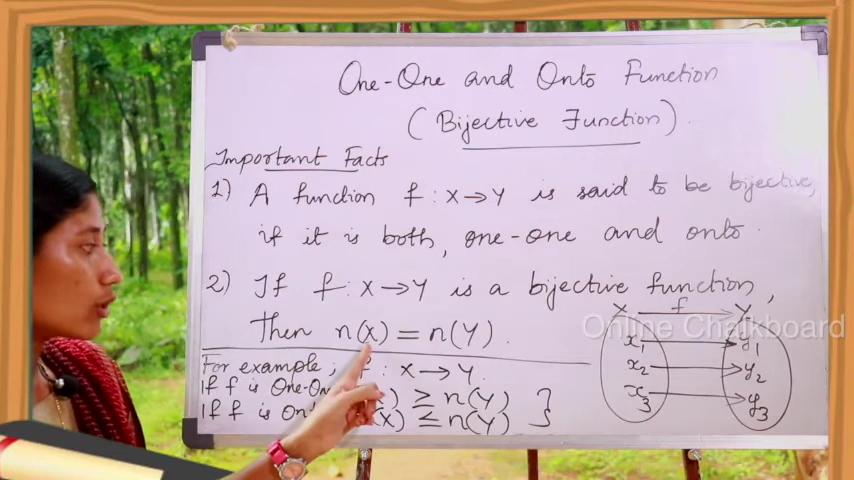 One-One and Onto Function
(Bijective Function).
Important Facts
1) A function f : X → Y is said to be bijective,
if it is both, one-one and onto.
2) If f : X → Y is a bijective function,
Then n(X) = n(Y).
For example; f : X → Y.
If f is One-On ) ≥ n(Y) }
If f is Ont (X) ≤ n(Y)
X f Y
x1 y1
x2 y2
x3 y3
Online Chalkboard